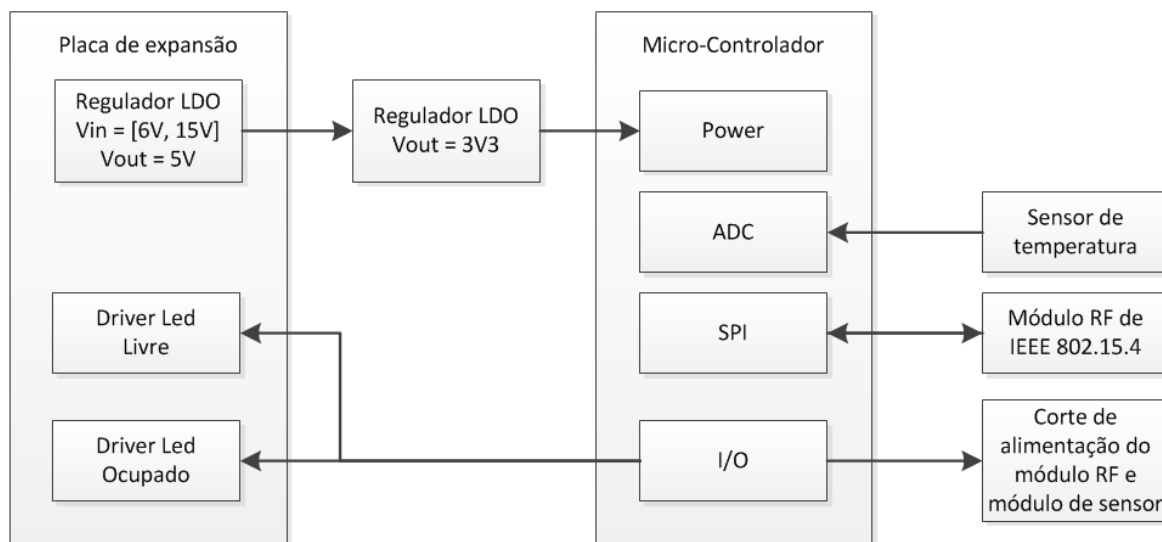 Placa de expansão
Regulador LDO
Vin = [6V, 15V]
Vout = 5V
Driver Led
Livre
Driver Led
Ocupado
Regulador LDO
Vout = 3V3
Micro-Controlador
Power
ADC
SPI
I/O
Sensor de
temperatura
Módulo RF de
IEEE 802.15.4
Corte de
alimentação do
módulo RF e
módulo de sensor